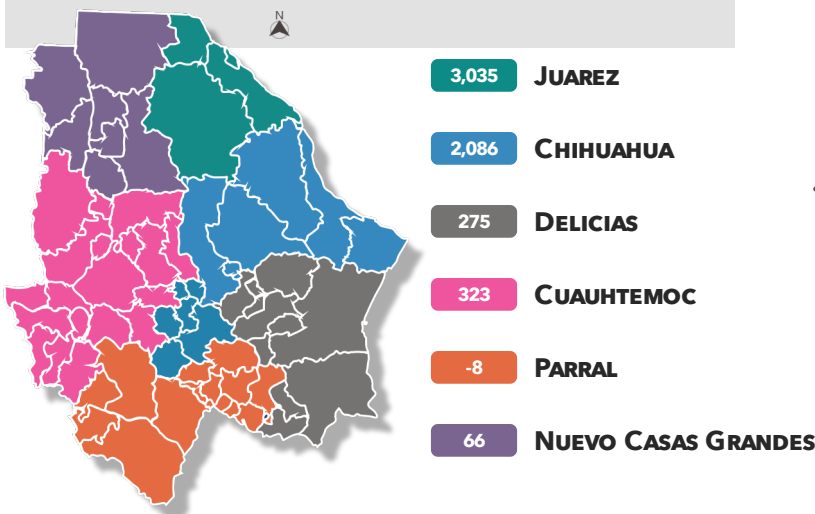 N
3,035 JUAREZ
2,086 CHIHUAHUA
275 DELICIAS
323 CUAUHTEMOC
-8 PARRAL
66 NUEVO CASAS GRANDES